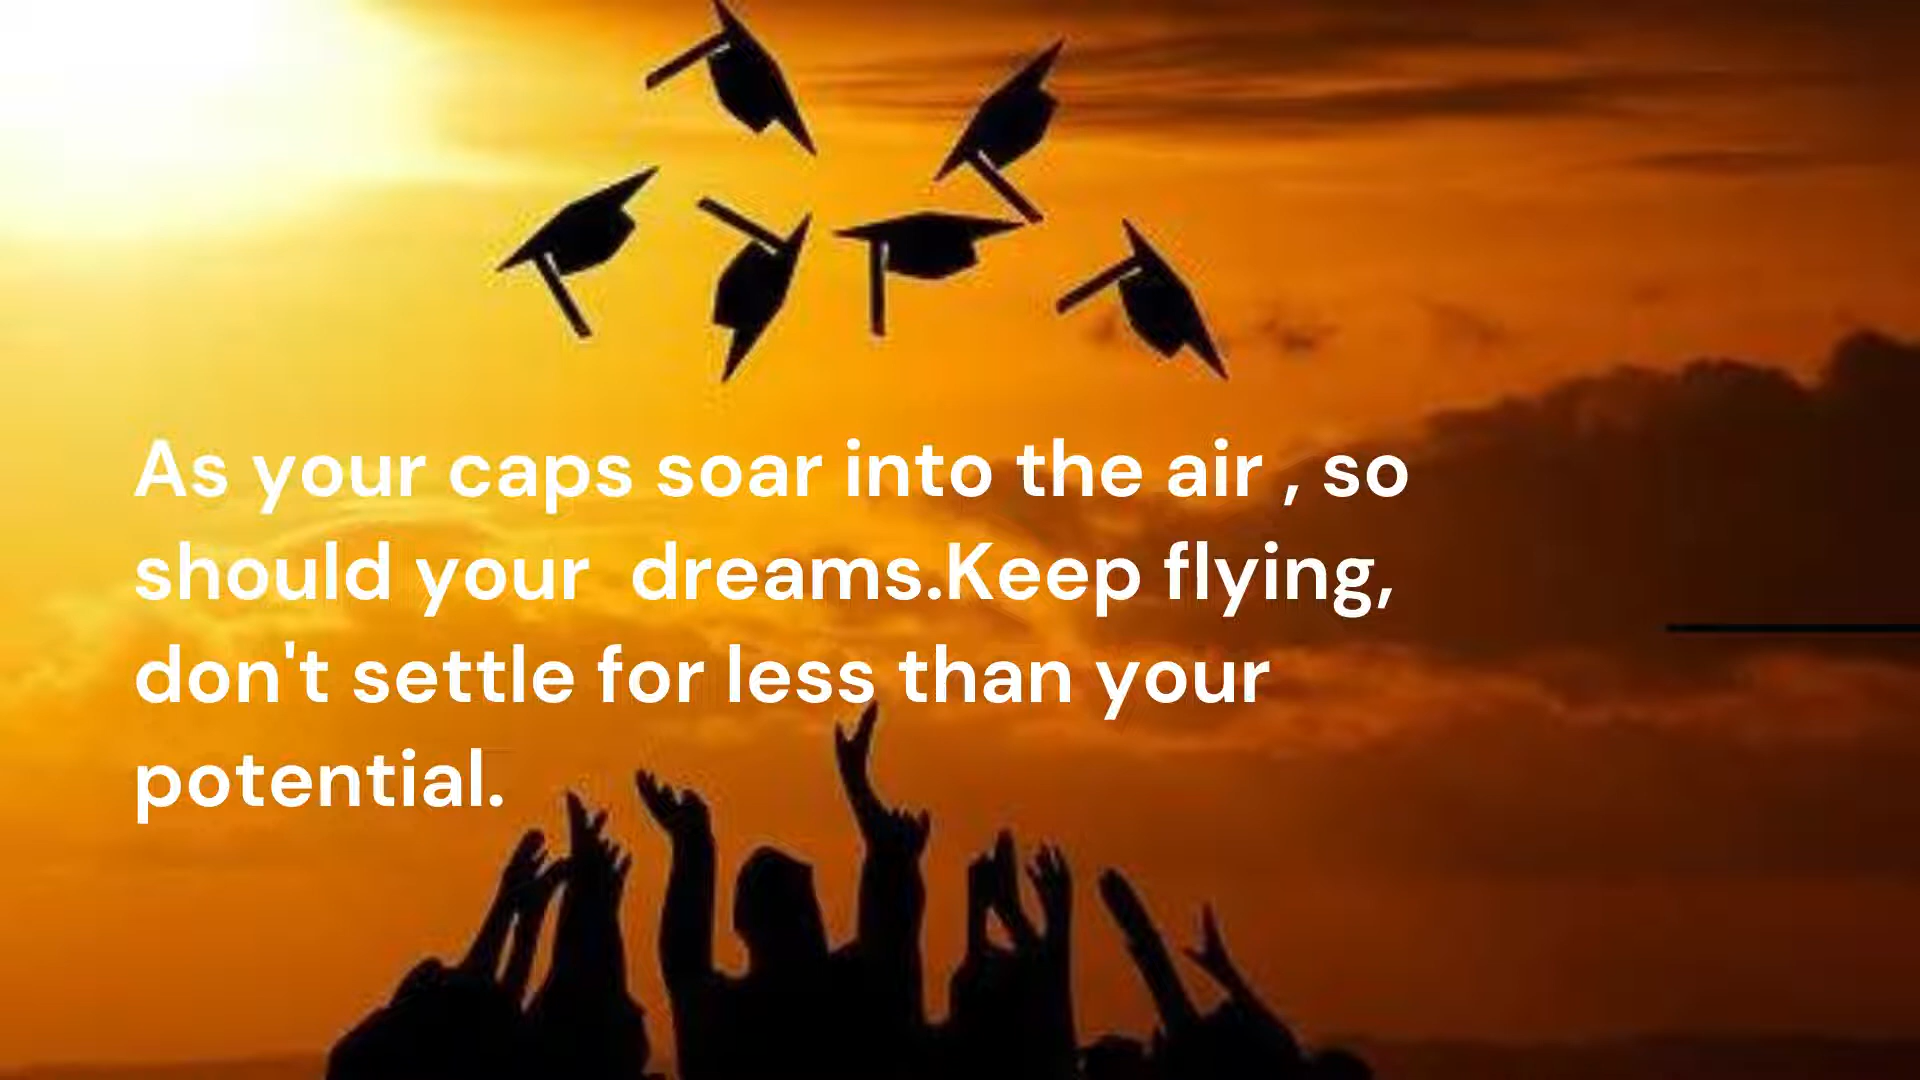 As your caps soar into the air , so
should your  dreams.Keep flying,
don't settle for less than your
potential.